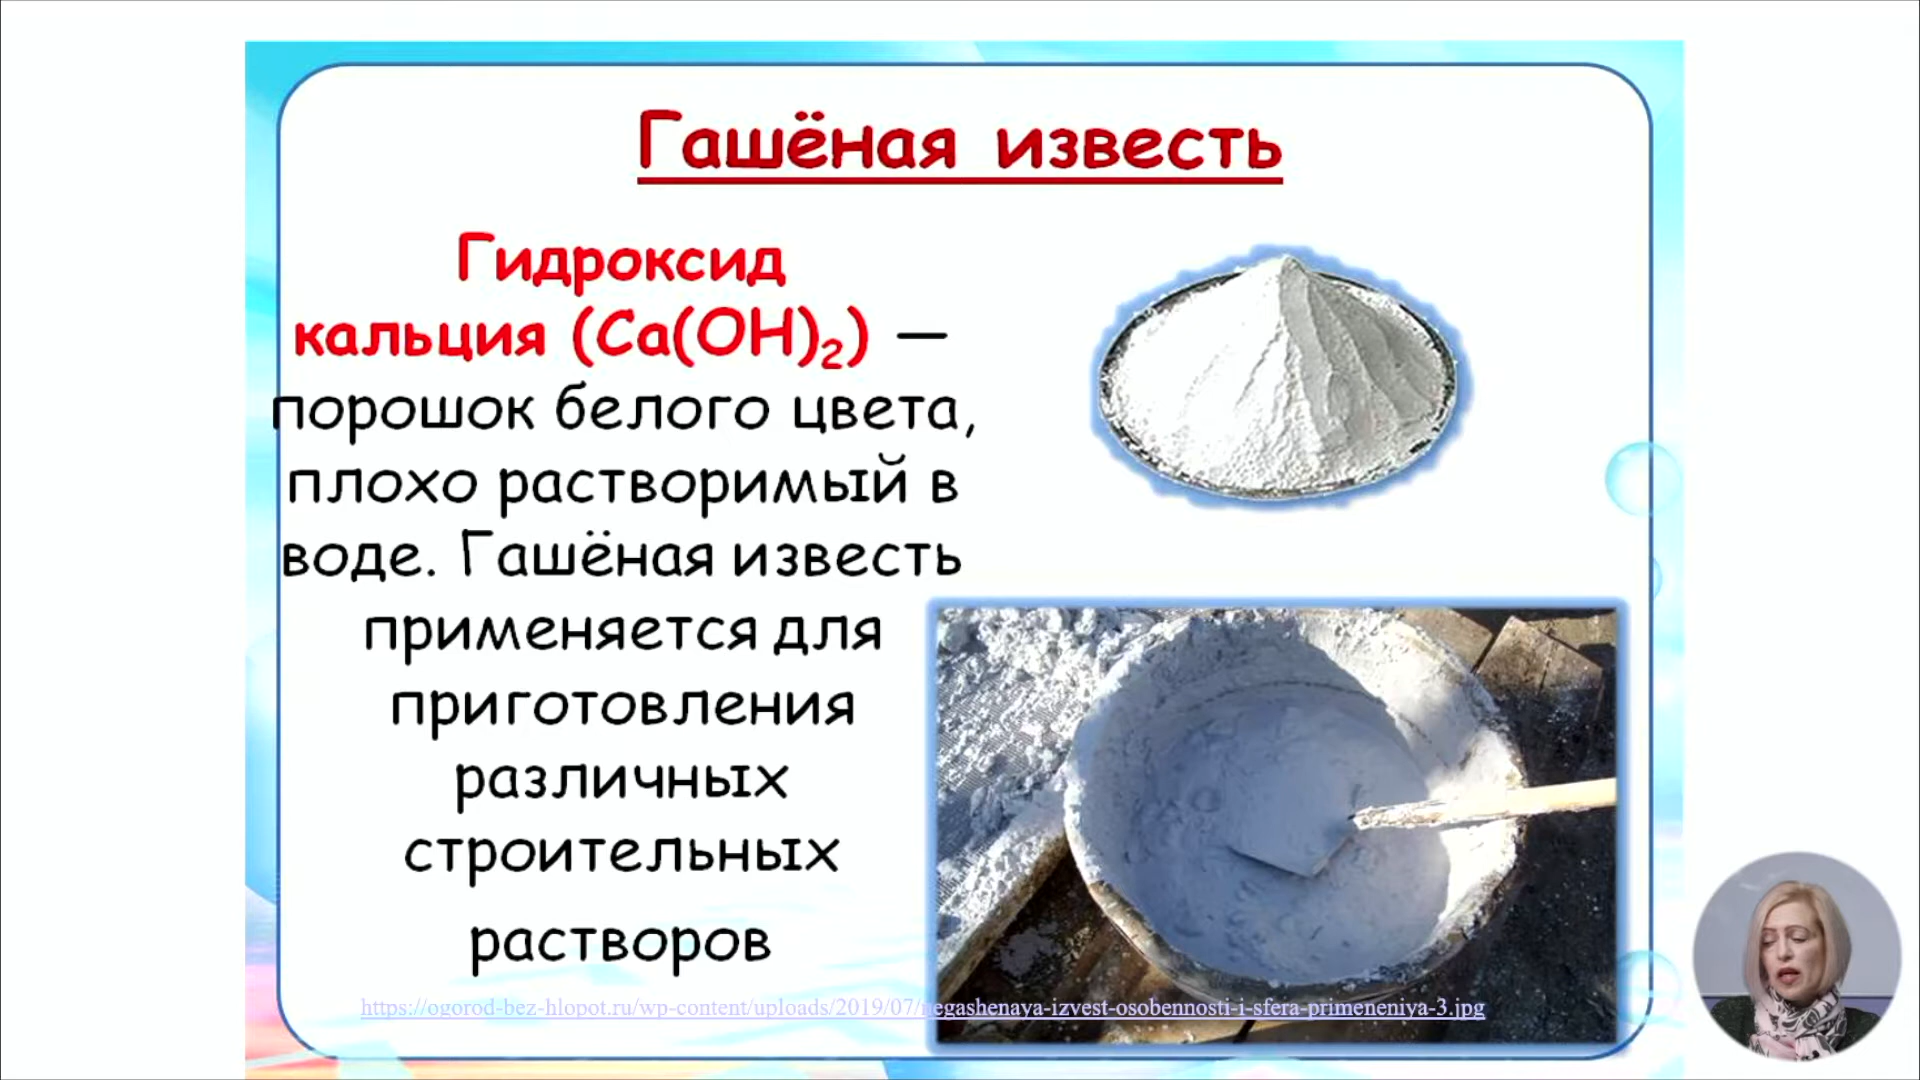 Гашёная известь
Гидроксид
кальция (Ca(OH)₂) —
порошок белого цвета,
плохо растворимый в
воде. Гашёная известь
применяется для
приготовления
различных
строительных
растворов
https://ogorod-bez-hlopot.ru/wp-content/uploads/2019/07/negashenaya-izvest-osobennosti-i-sfera-primeneniya-3.jpg